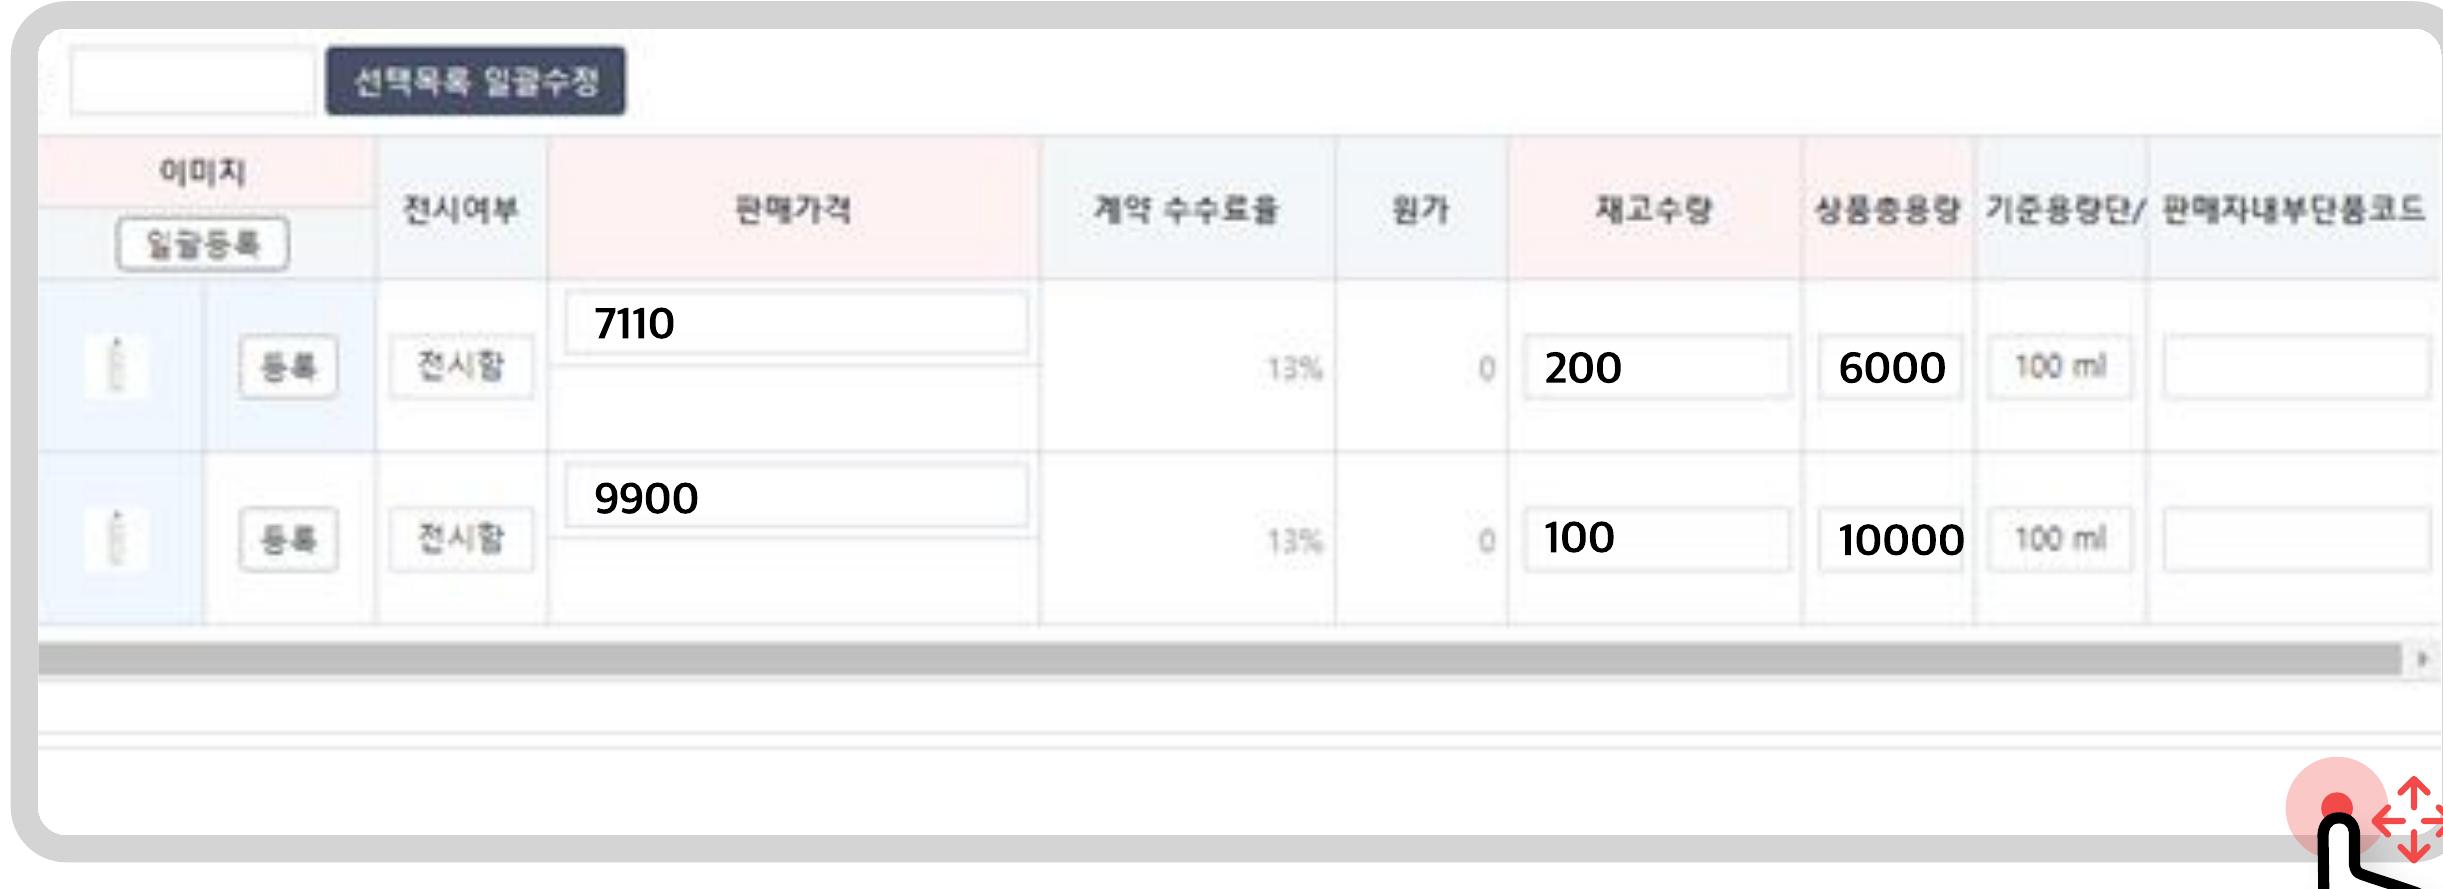 선택목록 일괄수정
이미지
일괄등록
전시여부
판매가격
계약 수수료율
원가
재고수량
상품총용량
기준용량단/
판매자내부단품코드
등록
전시함
7110
13%
0
200
6000
100 ml
등록
전시함
9900
13%
0
100
10000
100 ml